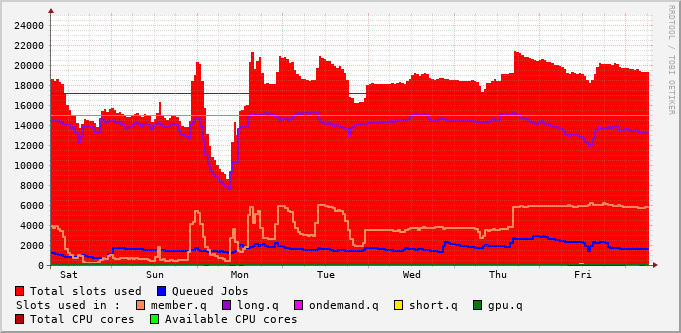 RRDTOOL / TOBI OETIKER
24000
22000
20000
18000
16000
14000
12000
10000
8000
6000
4000
2000
0
Sat Sun Mon Tue Wed Thu Fri
Total slots used Queued Jobs
Slots used in : member.q long.q ondemand.q short.q gpu.q
Total CPU cores Available CPU cores